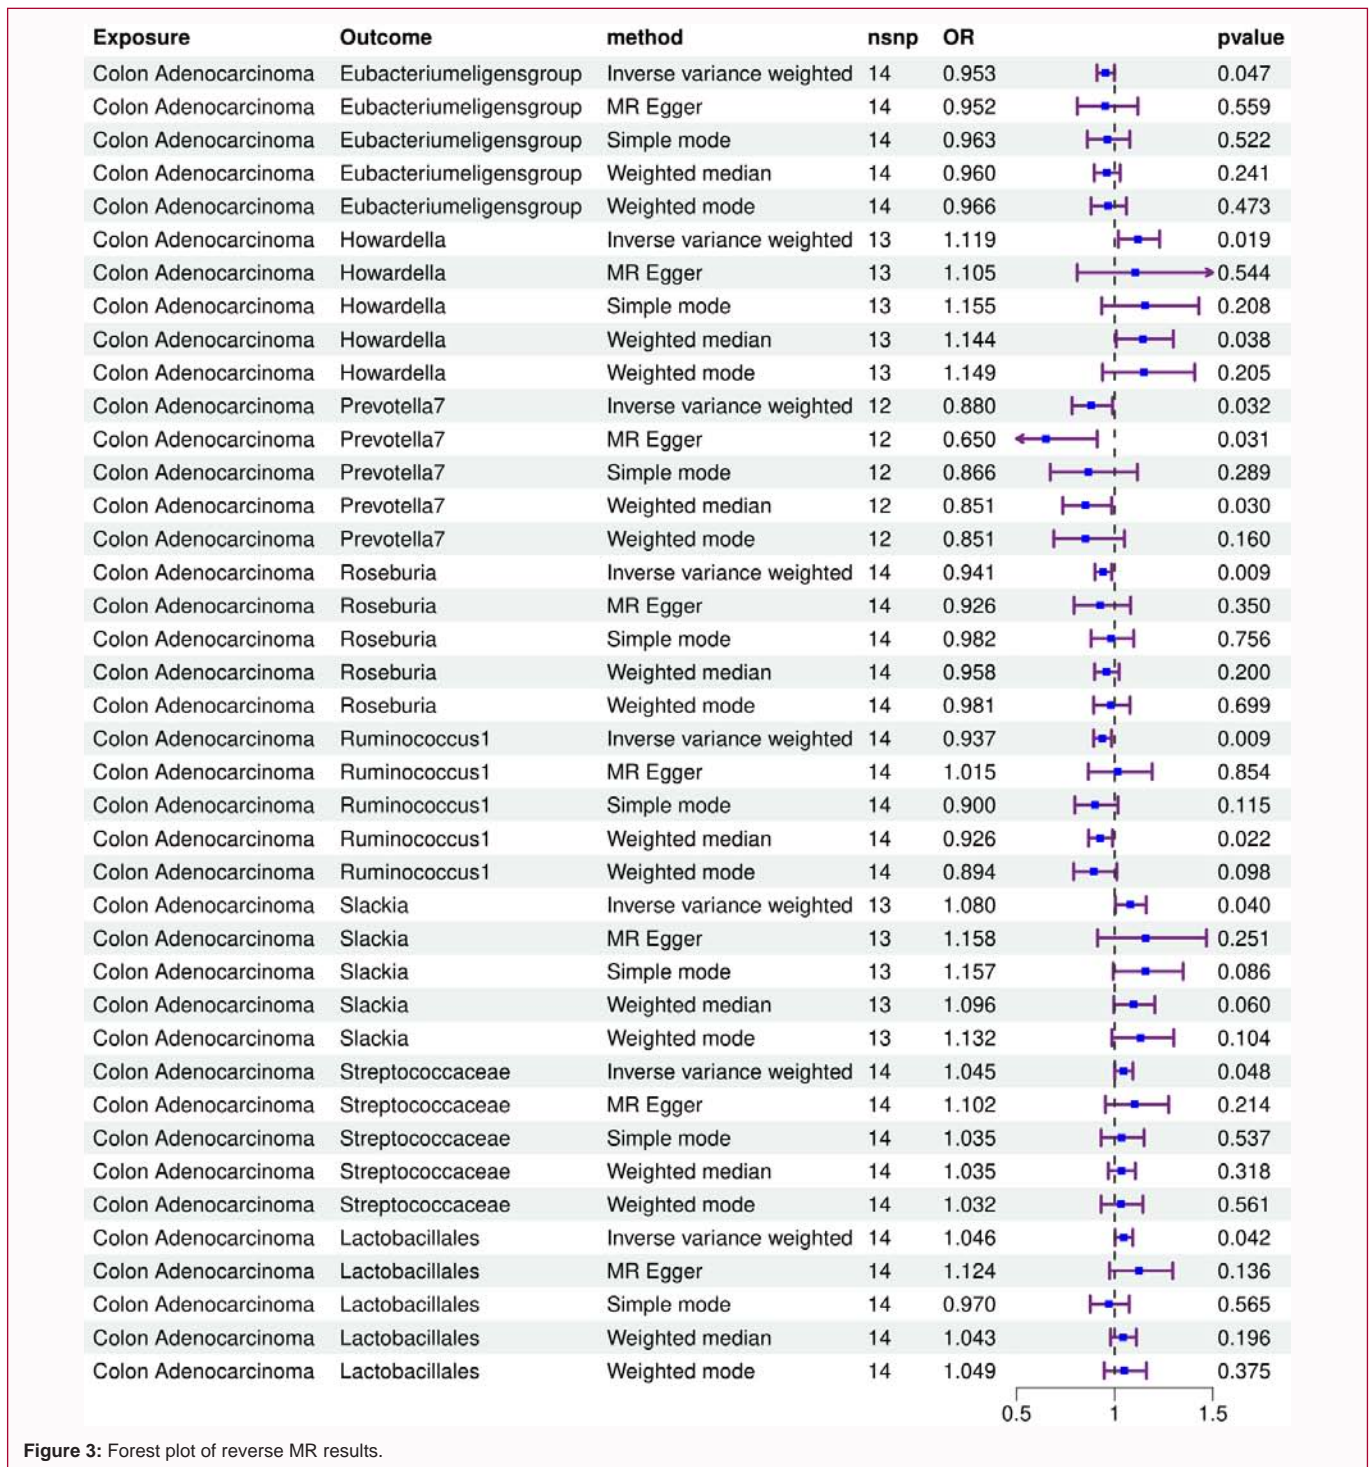 Exposure Outcome method nsnp OR pvalue
Colon Adenocarcinoma Eubacteriumeligensgroup Inverse variance weighted 14 0.953 0.047
Colon Adenocarcinoma Eubacteriumeligensgroup MR Egger 14 0.952 0.559
Colon Adenocarcinoma Eubacteriumeligensgroup Simple mode 14 0.963 0.522
Colon Adenocarcinoma Eubacteriumeligensgroup Weighted median 14 0.960 0.241
Colon Adenocarcinoma Eubacteriumeligensgroup Weighted mode 14 0.966 0.473
Colon Adenocarcinoma Howardella Inverse variance weighted 13 1.119 0.019
Colon Adenocarcinoma Howardella MR Egger 13 1.105 0.544
Colon Adenocarcinoma Howardella Simple mode 13 1.155 0.208
Colon Adenocarcinoma Howardella Weighted median 13 1.144 0.038
Colon Adenocarcinoma Howardella Weighted mode 13 1.149 0.205
Colon Adenocarcinoma Prevotella7 Inverse variance weighted 12 0.880 0.032
Colon Adenocarcinoma Prevotella7 MR Egger 12 0.650 0.031
Colon Adenocarcinoma Prevotella7 Simple mode 12 0.866 0.289
Colon Adenocarcinoma Prevotella7 Weighted median 12 0.851 0.030
Colon Adenocarcinoma Prevotella7 Weighted mode 12 0.851 0.160
Colon Adenocarcinoma Roseburia Inverse variance weighted 14 0.941 0.009
Colon Adenocarcinoma Roseburia MR Egger 14 0.926 0.350
Colon Adenocarcinoma Roseburia Simple mode 14 0.982 0.756
Colon Adenocarcinoma Roseburia Weighted median 14 0.958 0.200
Colon Adenocarcinoma Roseburia Weighted mode 14 0.981 0.699
Colon Adenocarcinoma Ruminococcus1 Inverse variance weighted 14 0.937 0.009
Colon Adenocarcinoma Ruminococcus1 MR Egger 14 1.015 0.854
Colon Adenocarcinoma Ruminococcus1 Simple mode 14 0.900 0.115
Colon Adenocarcinoma Ruminococcus1 Weighted median 14 0.926 0.022
Colon Adenocarcinoma Ruminococcus1 Weighted mode 14 0.894 0.098
Colon Adenocarcinoma Slackia Inverse variance weighted 13 1.080 0.040
Colon Adenocarcinoma Slackia MR Egger 13 1.158 0.251
Colon Adenocarcinoma Slackia Simple mode 13 1.157 0.086
Colon Adenocarcinoma Slackia Weighted median 13 1.096 0.060
Colon Adenocarcinoma Slackia Weighted mode 13 1.132 0.104
Colon Adenocarcinoma Streptococcaceae Inverse variance weighted 14 1.045 0.048
Colon Adenocarcinoma Streptococcaceae MR Egger 14 1.102 0.214
Colon Adenocarcinoma Streptococcaceae Simple mode 14 1.035 0.537
Colon Adenocarcinoma Streptococcaceae Weighted median 14 1.035 0.318
Colon Adenocarcinoma Streptococcaceae Weighted mode 14 1.032 0.561
Colon Adenocarcinoma Lactobacillales Inverse variance weighted 14 1.046 0.042
Colon Adenocarcinoma Lactobacillales MR Egger 14 1.124 0.136
Colon Adenocarcinoma Lactobacillales Simple mode 14 0.970 0.565
Colon Adenocarcinoma Lactobacillales Weighted median 14 1.043 0.196
Colon Adenocarcinoma Lactobacillales Weighted mode 14 1.049 0.375
0.5 1 1.5
Figure 3: Forest plot of reverse MR results.